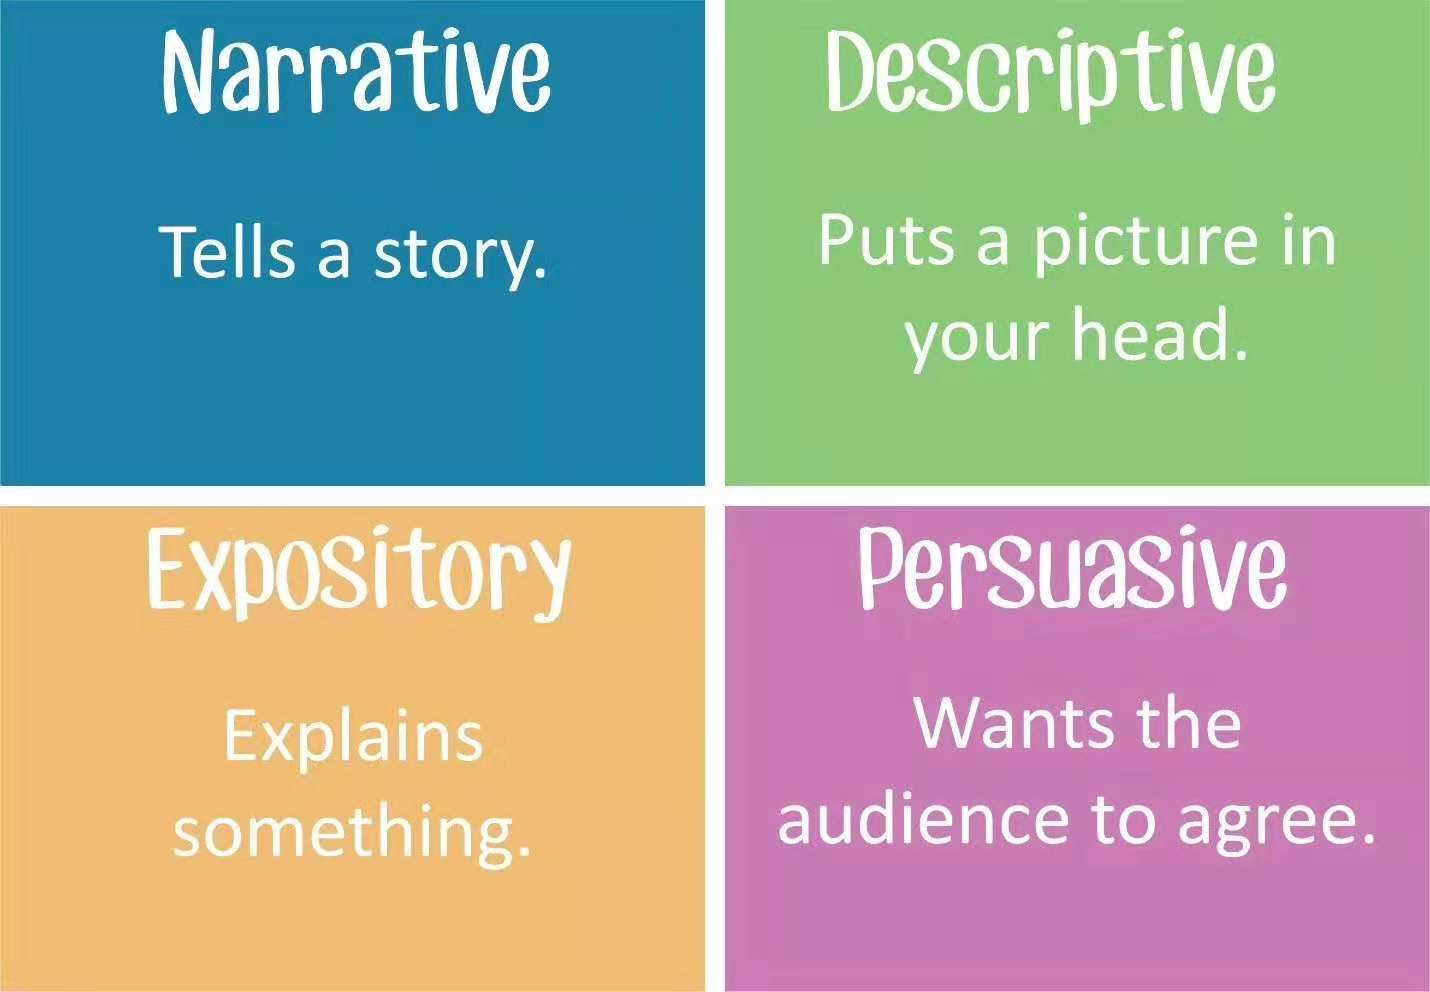 Narrative
Tells a story.
Descriptive
Puts a picture in
your head.
Expository
Explains
something.
Persuasive
Wants the
audience to agree.